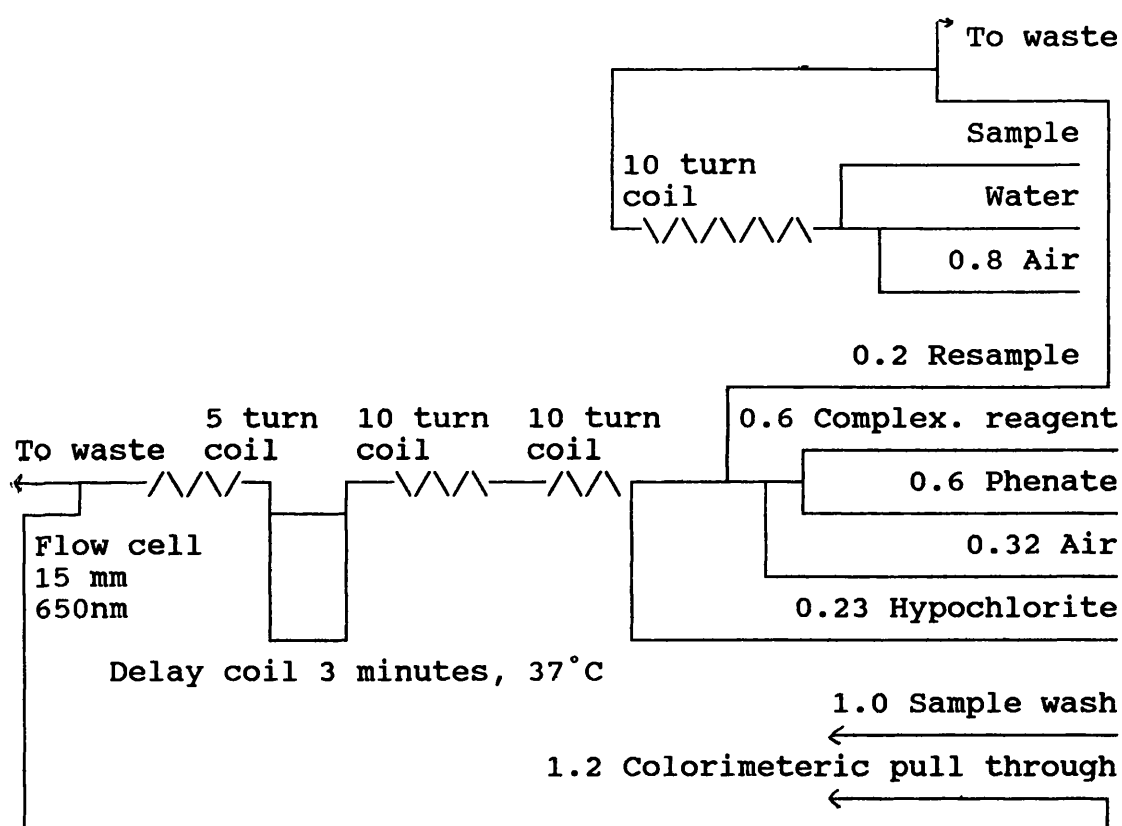 To waste
Sample
10 turn
coil
Water
0.8 Air
0.2 Resample
5 turn
coil
10 turn
coil
10 turn
coil
0.6 Complex. reagent
To waste
0.6 Phenate
Flow cell
15 mm
650nm
0.32 Air
0.23 Hypochlorite
Delay coil 3 minutes, 37°C
1.0 Sample wash
1.2 Colorimeteric pull through